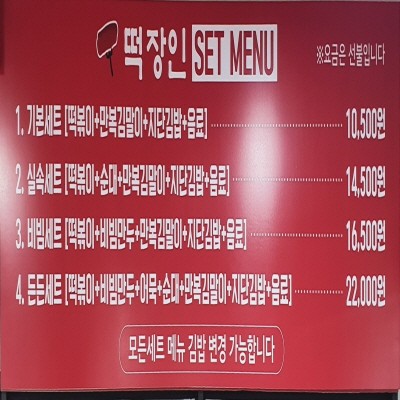 떡장인 SET MENU
※요금은 선불입니다
1. 기본세트 [떡볶이+만복김말이+지단김밥+음료] 10,500원
2. 실속세트 [떡볶이+순대+만복김말이+지단김밥+음료] 14,500원
3. 비빔세트 [떡볶이+비빔만두+만복김말이+지단김밥+음료] 16,500원
4. 든든세트 [떡볶이+비빔만두+어묵+순대+만복김말이+지단김밥+음료] 22,000원
모든세트 메뉴 김밥 변경 가능합니다